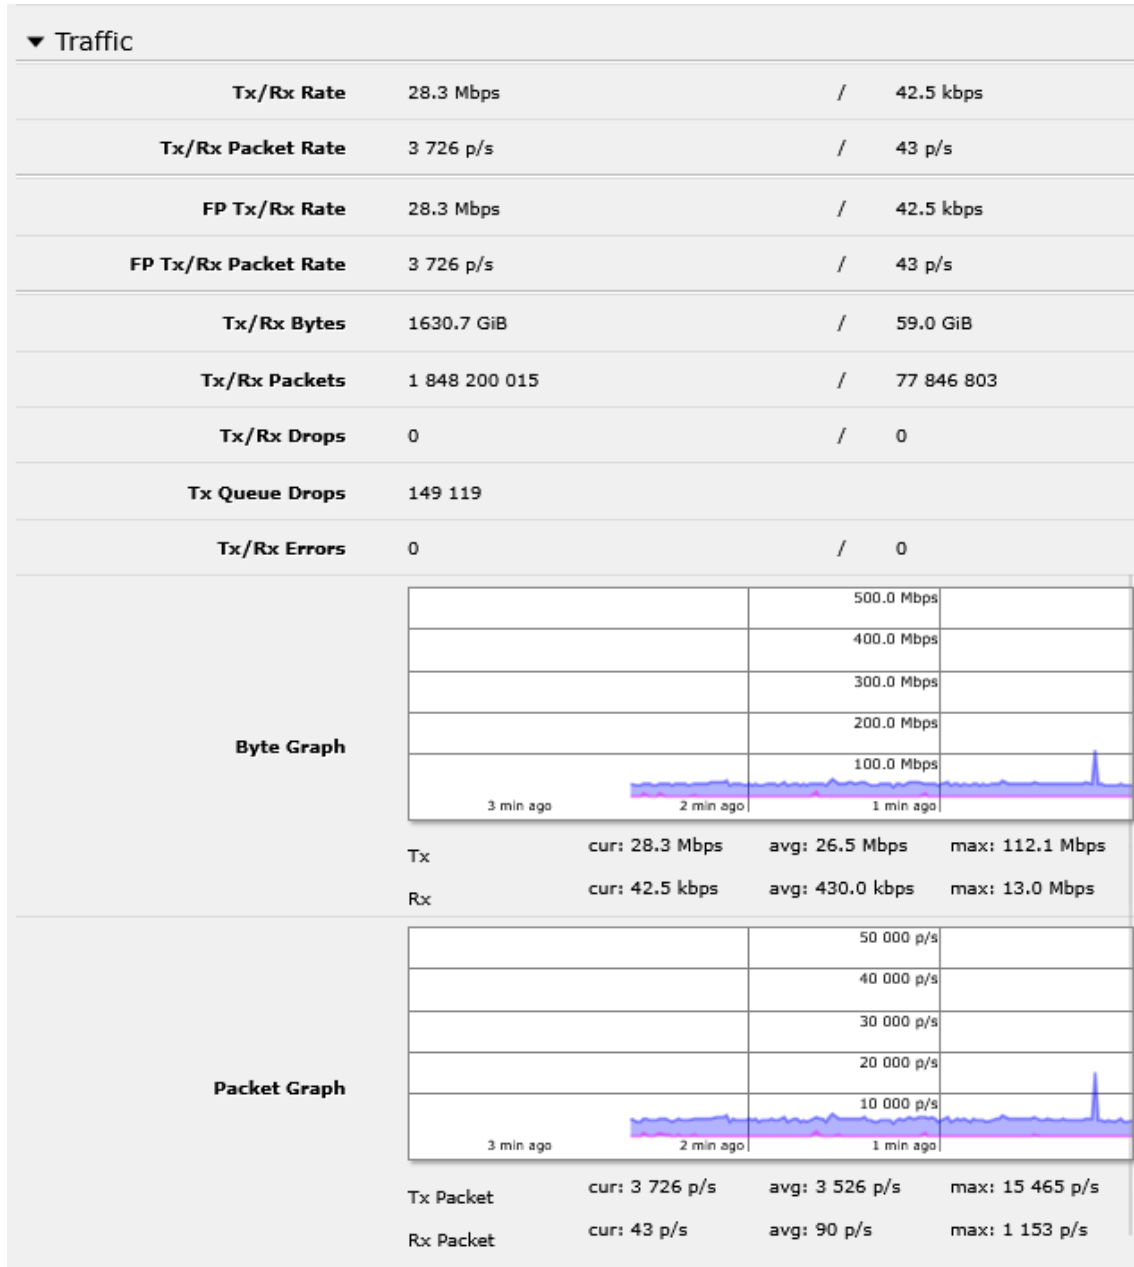 ▼ Traffic
Tx/Rx Rate 28.3 Mbps / 42.5 kbps
Tx/Rx Packet Rate 3 726 p/s / 43 p/s
FP Tx/Rx Rate 28.3 Mbps / 42.5 kbps
FP Tx/Rx Packet Rate 3 726 p/s / 43 p/s
Tx/Rx Bytes 1630.7 GiB / 59.0 GiB
Tx/Rx Packets 1 848 200 015 / 77 846 803
Tx/Rx Drops 0 / 0
Tx Queue Drops 149 119
Tx/Rx Errors 0 / 0
Byte Graph
500.0 Mbps
400.0 Mbps
300.0 Mbps
200.0 Mbps
100.0 Mbps
3 min ago 2 min ago 1 min ago
Tx cur: 28.3 Mbps avg: 26.5 Mbps max: 112.1 Mbps
Rx cur: 42.5 kbps avg: 430.0 kbps max: 13.0 Mbps
Packet Graph
50 000 p/s
40 000 p/s
30 000 p/s
20 000 p/s
10 000 p/s
3 min ago 2 min ago 1 min ago
Tx Packet cur: 3 726 p/s avg: 3 526 p/s max: 15 465 p/s
Rx Packet cur: 43 p/s avg: 90 p/s max: 1 153 p/s